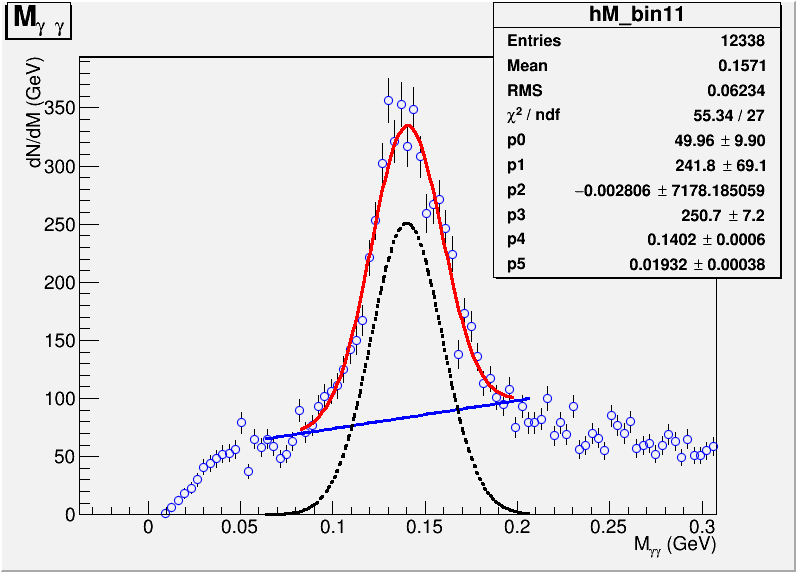 M γ γ
hM_bin11
Entries 12338
Mean 0.1571
RMS 0.06234
χ² / ndf 55.34 / 27
p0 49.96 ± 9.90
p1 241.8 ± 69.1
p2 −0.002806 ± 7178.185059
p3 250.7 ± 7.2
p4 0.1402 ± 0.0006
p5 0.01932 ± 0.00038
dN/dM (GeV)
350
300
250
200
150
100
50
0
0 0.05 0.1 0.15 0.2 0.25 0.3
Mγγ (GeV)